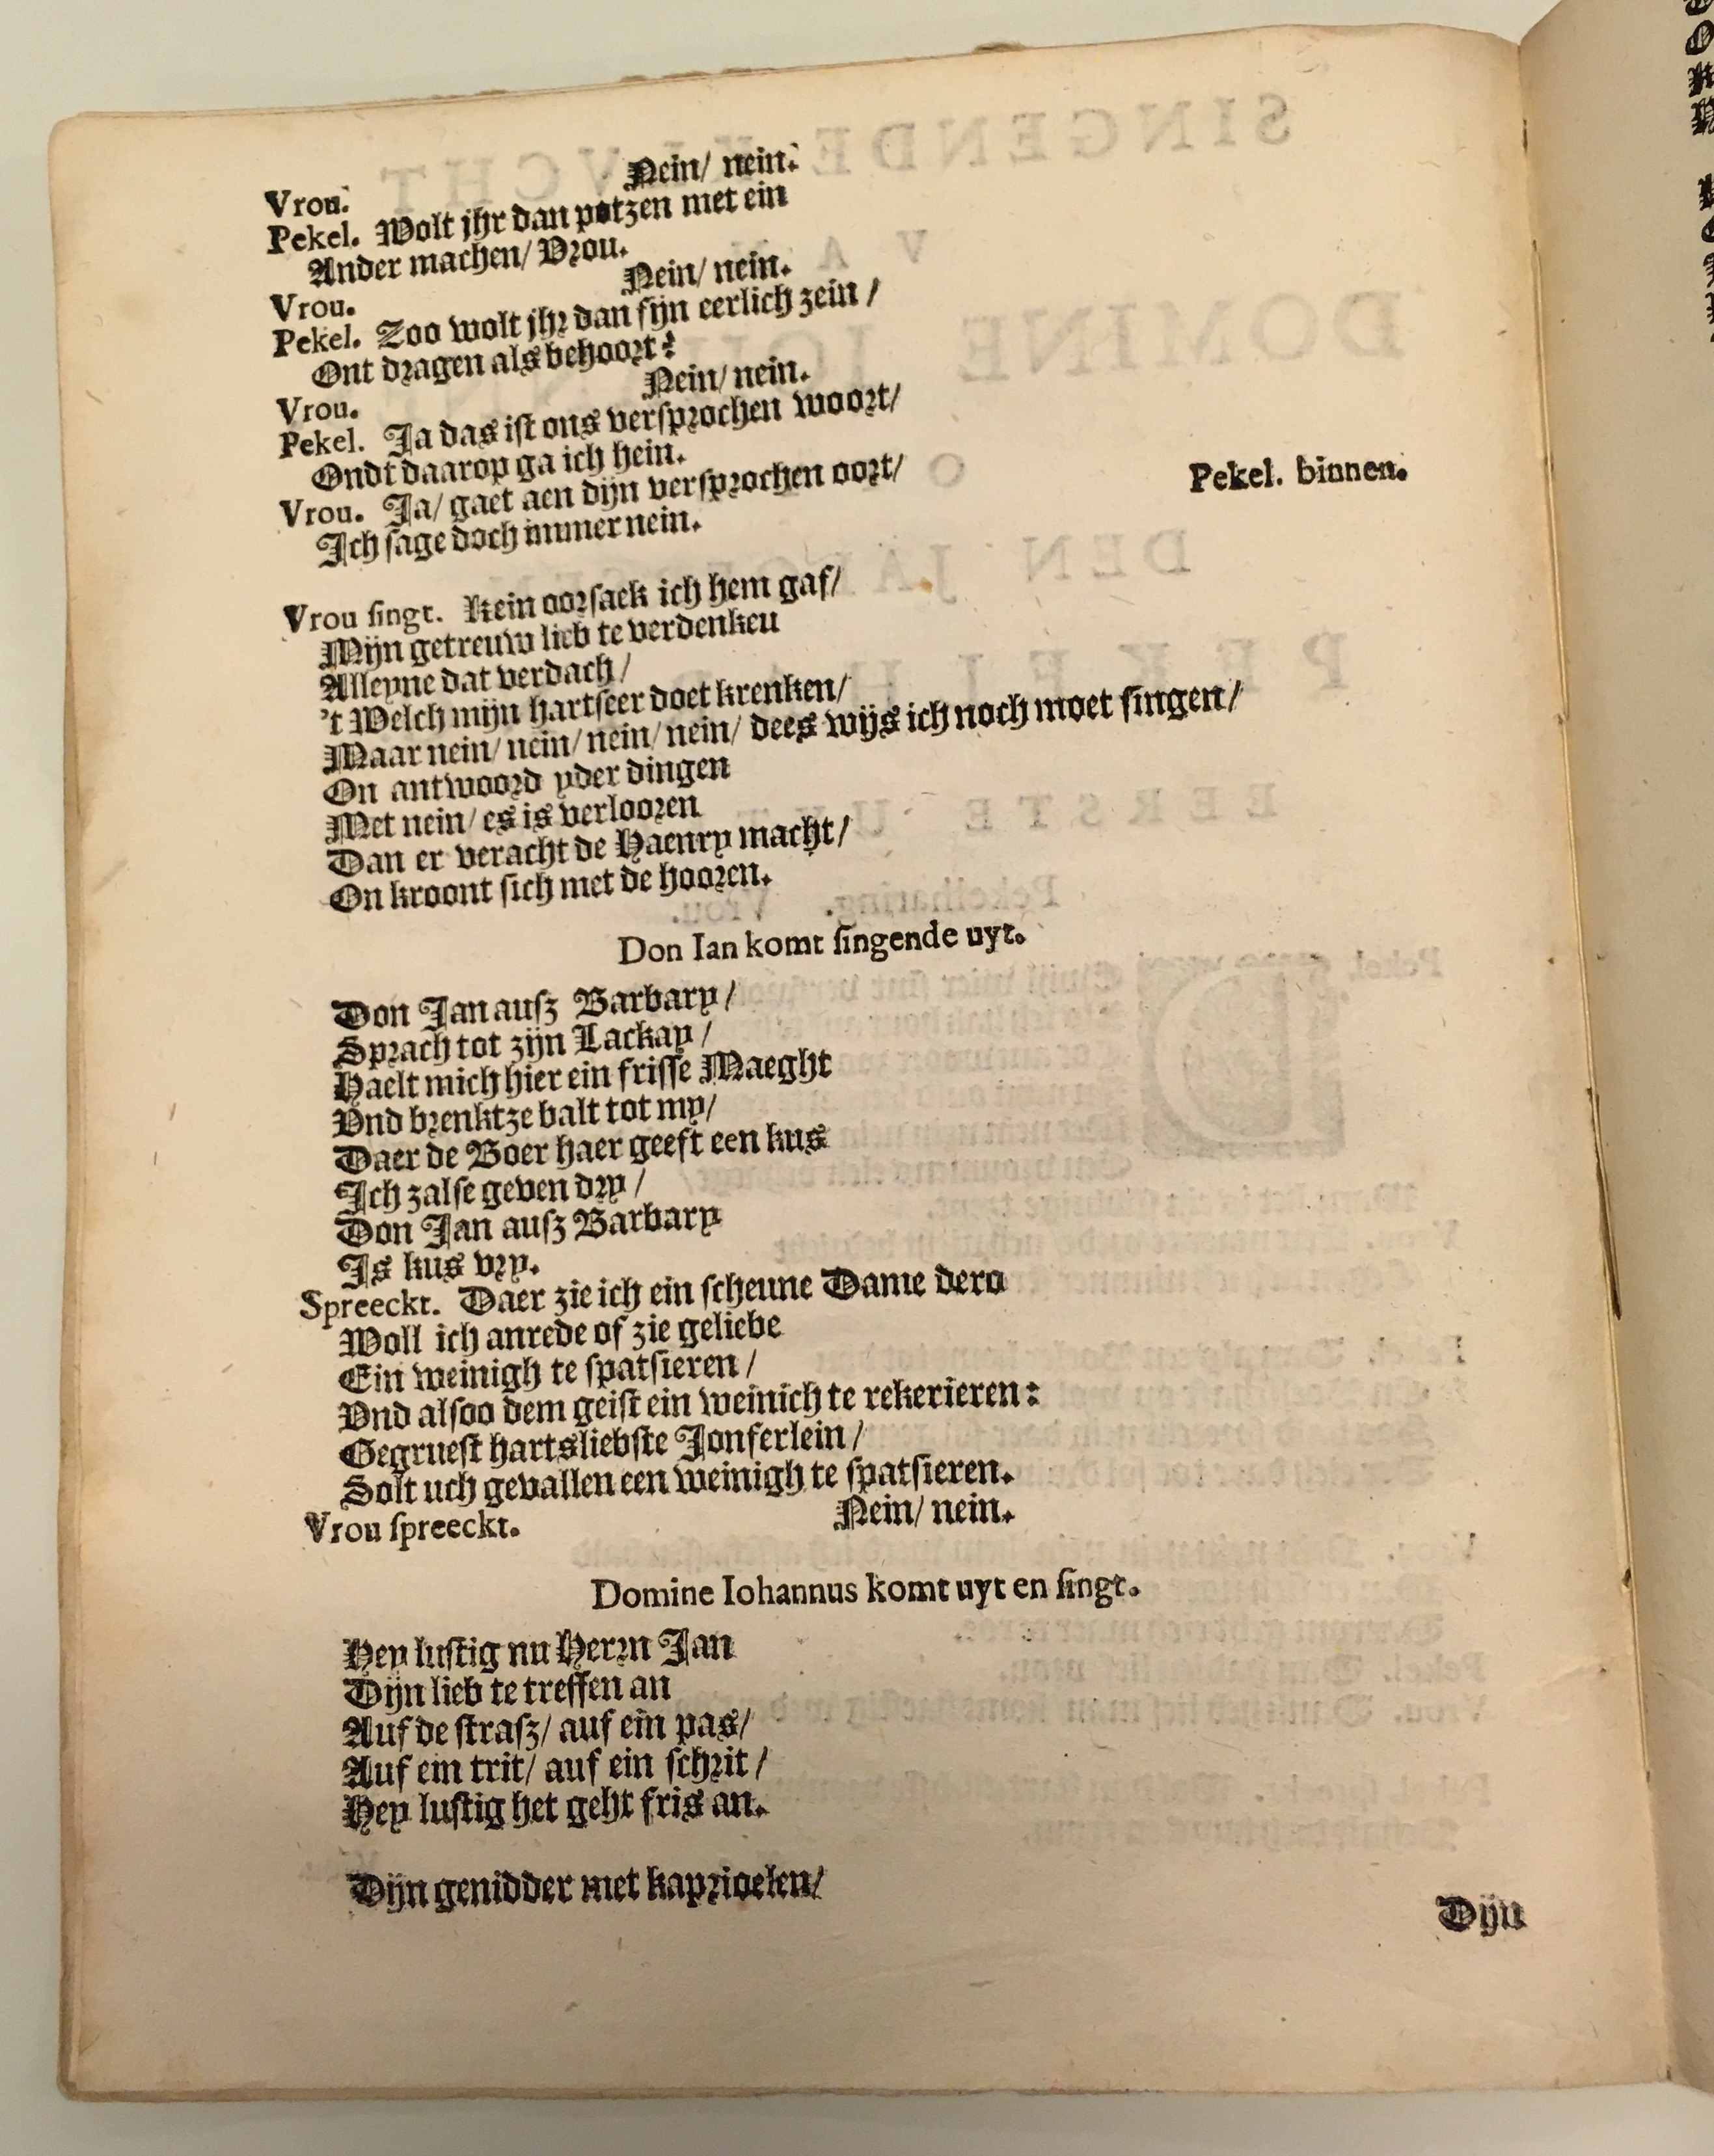 Vrou. Nein/ nein.
Pekel. Wolt jhr dan potzen met ein
Ander machen/ Vrou.
Vrou. Nein/ nein.
Pekel. Zoo wolt jhr dan fijn eerlich zein /
Ont dragen als behoort?
Vrou. Nein/ nein.
Pekel. Ja das ist ons versprochen woort/
Ondt daarop ga ich hein.
Vrou. Ja/ gaet aen dijn versprochen oort/ Pekel. binnen.
Ich sage doch immer nein.
Vrou singt. Kein oorsaek ich hem gaf/
Mijn getreuw lieb te verdenken
Alleyne dat verdach/
't Welch mijn hartseer doet krenken/
Maar nein/ nein/ nein/ nein/ dees wijs ich noch moet singen/
On antwoord yder dingen
Met nein/ es is verlooren
Dan er veracht de Haenry macht/
On kroont sich met de hooren.
Don Ian komt singende uyt.
Don Jan ausz Barbary/
Sprach tot zijn Lackay/
Haelt mich hier ein frisse Maeght
Vnd brenktze balt tot my/
Daer de Boer haer geeft een kus
Ich zalse geven dry/
Don Jan ausz Barbary
Is kus vry.
Spreeckt. Daer zie ich ein scheune Dame dero
Woll ich anrede of zie geliebe
Ein weinigh te spatsieren /
Vnd alsoo dem geist ein weinich te rekerieren:
Gegruest hartsliebste Jonferlein/
Solt uch gevallen een weinigh te spatsieren.
Vrou spreeckt. Nein/ nein.
Domine Iohannus komt uyt en singt.
Hey lustig nu Herrn Jan
Dijn lieb te treffen an
Auf de strasz/ auf ein pas/
Auf ein trit/ auf ein schrit/
Hey lustig het geht fris an.
Dijn genidder met kaprioelen/
Dijn